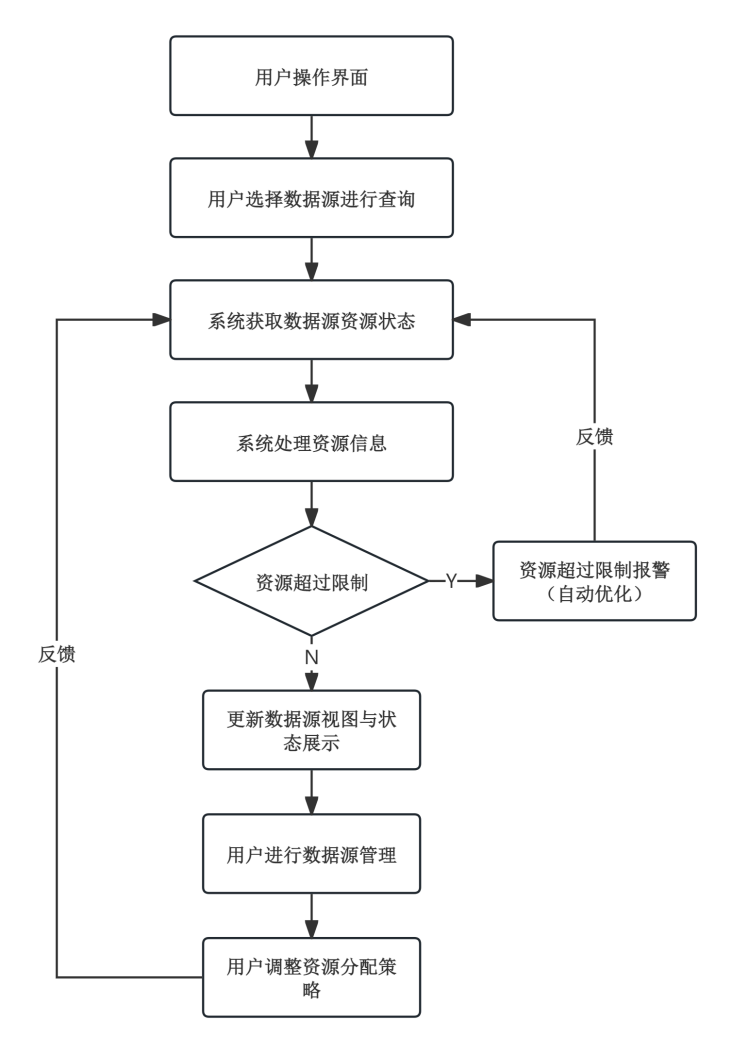 用户操作界面
用户选择数据源进行查询
系统获取数据源资源状态
系统处理资源信息
反馈
资源超过限制
Y
资源超过限制报警
（自动优化）
反馈
N
更新数据源视图与状
态展示
用户进行数据源管理
用户调整资源分配策
略